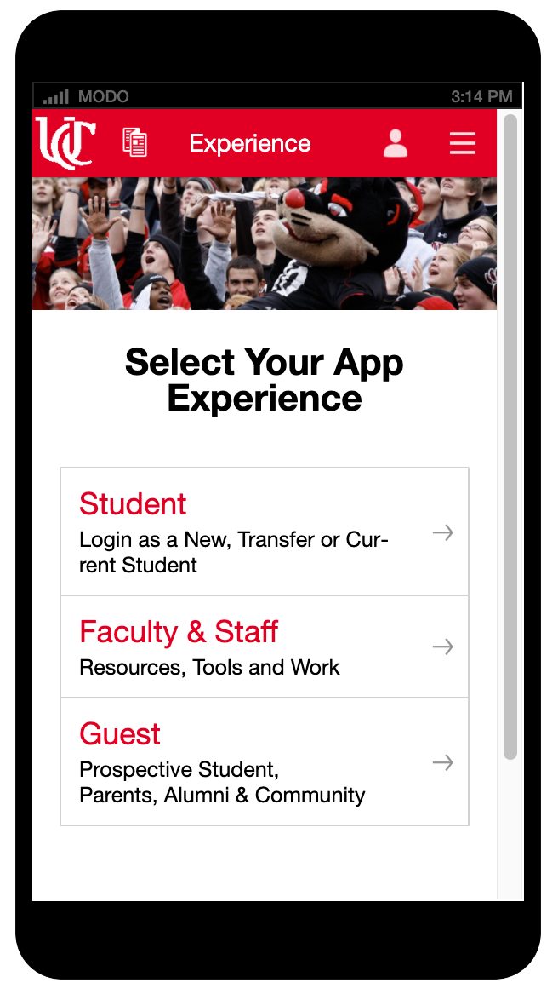 MODO 3:14 PM
UC Experience
Select Your App
Experience
Student
Login as a New, Transfer or Cur-
rent Student
Faculty & Staff
Resources, Tools and Work
Guest
Prospective Student,
Parents, Alumni & Community